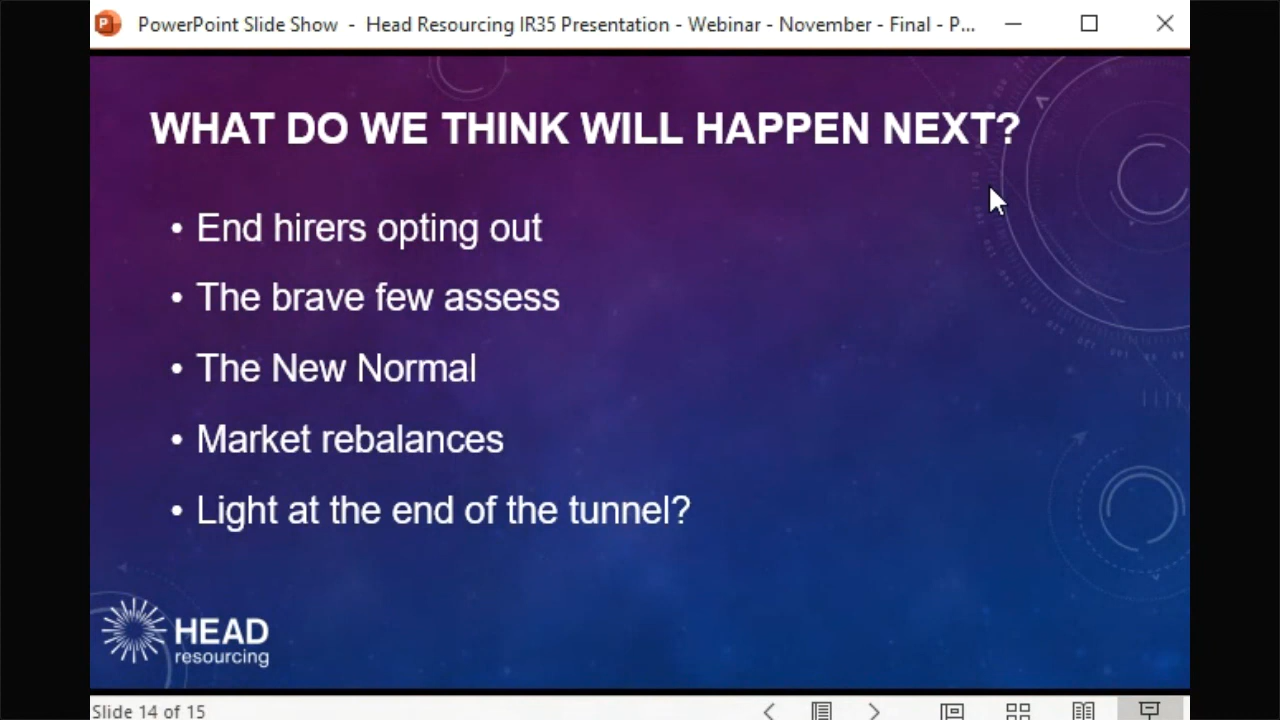 PowerPoint Slide Show - Head Resourcing IR35 Presentation - Webinar - November - Final - P...
WHAT DO WE THINK WILL HAPPEN NEXT?
• End hirers opting out
• The brave few assess
• The New Normal
• Market rebalances
• Light at the end of the tunnel?
HEAD
resourcing
Slide 14 of 15